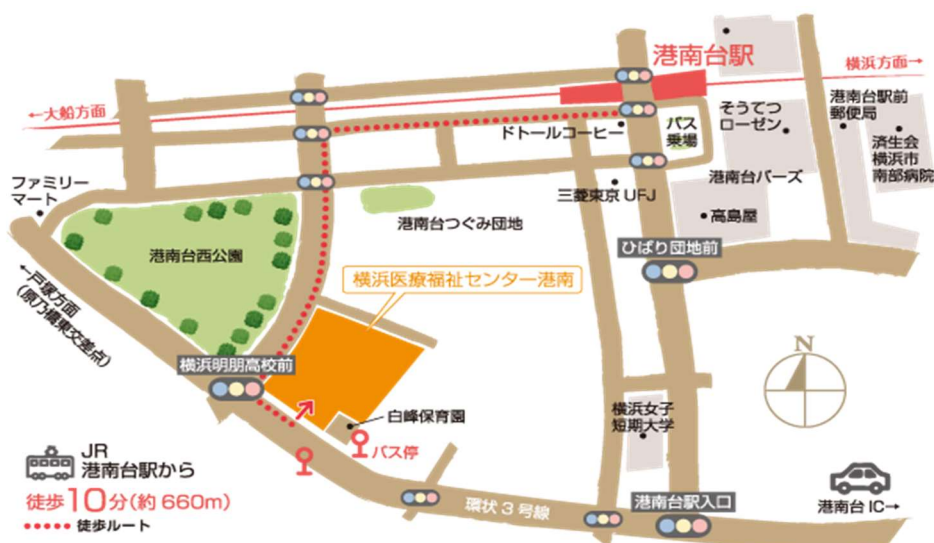 港南台駅
横浜方面→
←大船方面
ドトールコーヒー
バス
乗場
そうてつ
ローゼン
港南台駅前
郵便局
済生会
横浜市
南部病院
港南台バーズ
三菱東京UFJ
高島屋
ファミリー
マート
港南台西公園
港南台つぐみ団地
ひばり団地前
横浜医療福祉センター港南
←戸塚方面
(原乃橋東交差点)
横浜明朋高校前
N
白峰保育園
バス停
横浜女子
短期大学
JR
港南台駅から
徒歩10分(約660m)
徒歩ルート
環状3号線
港南台駅入口
港南台IC→